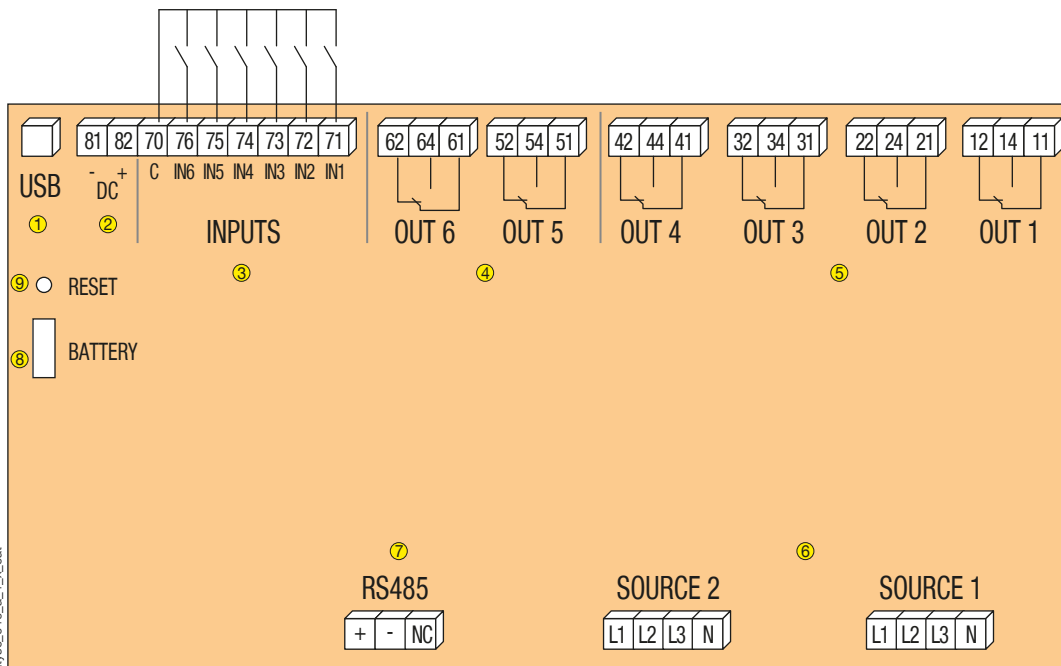 81 82 70 76 75 74 73 72 71
62 64 61
52 54 51
42 44 41
32 34 31
22 24 21
12 14 11
- DC +
C IN6 IN5 IN4 IN3 IN2 IN1
USB
INPUTS
OUT 6
OUT 5
OUT 4
OUT 3
OUT 2
OUT 1
1
2
3
4
5
9 RESET
8 BATTERY
7
6
RS485
SOURCE 2
SOURCE 1
+ - NC
L1 L2 L3 N
L1 L2 L3 N